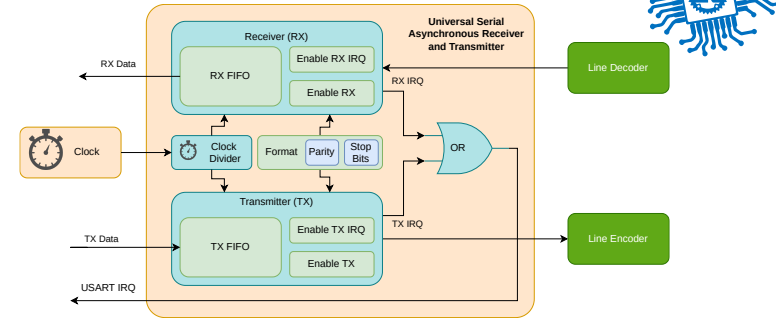 Universal Serial
Asynchronous Receiver
and Transmitter
Receiver (RX)
RX FIFO
Enable RX IRQ
Enable RX
RX Data
RX IRQ
Line Decoder
Clock
Clock
Divider
Format
Parity
Stop
Bits
OR
Transmitter (TX)
TX FIFO
Enable TX IRQ
Enable TX
TX IRQ
TX Data
Line Encoder
USART IRQ